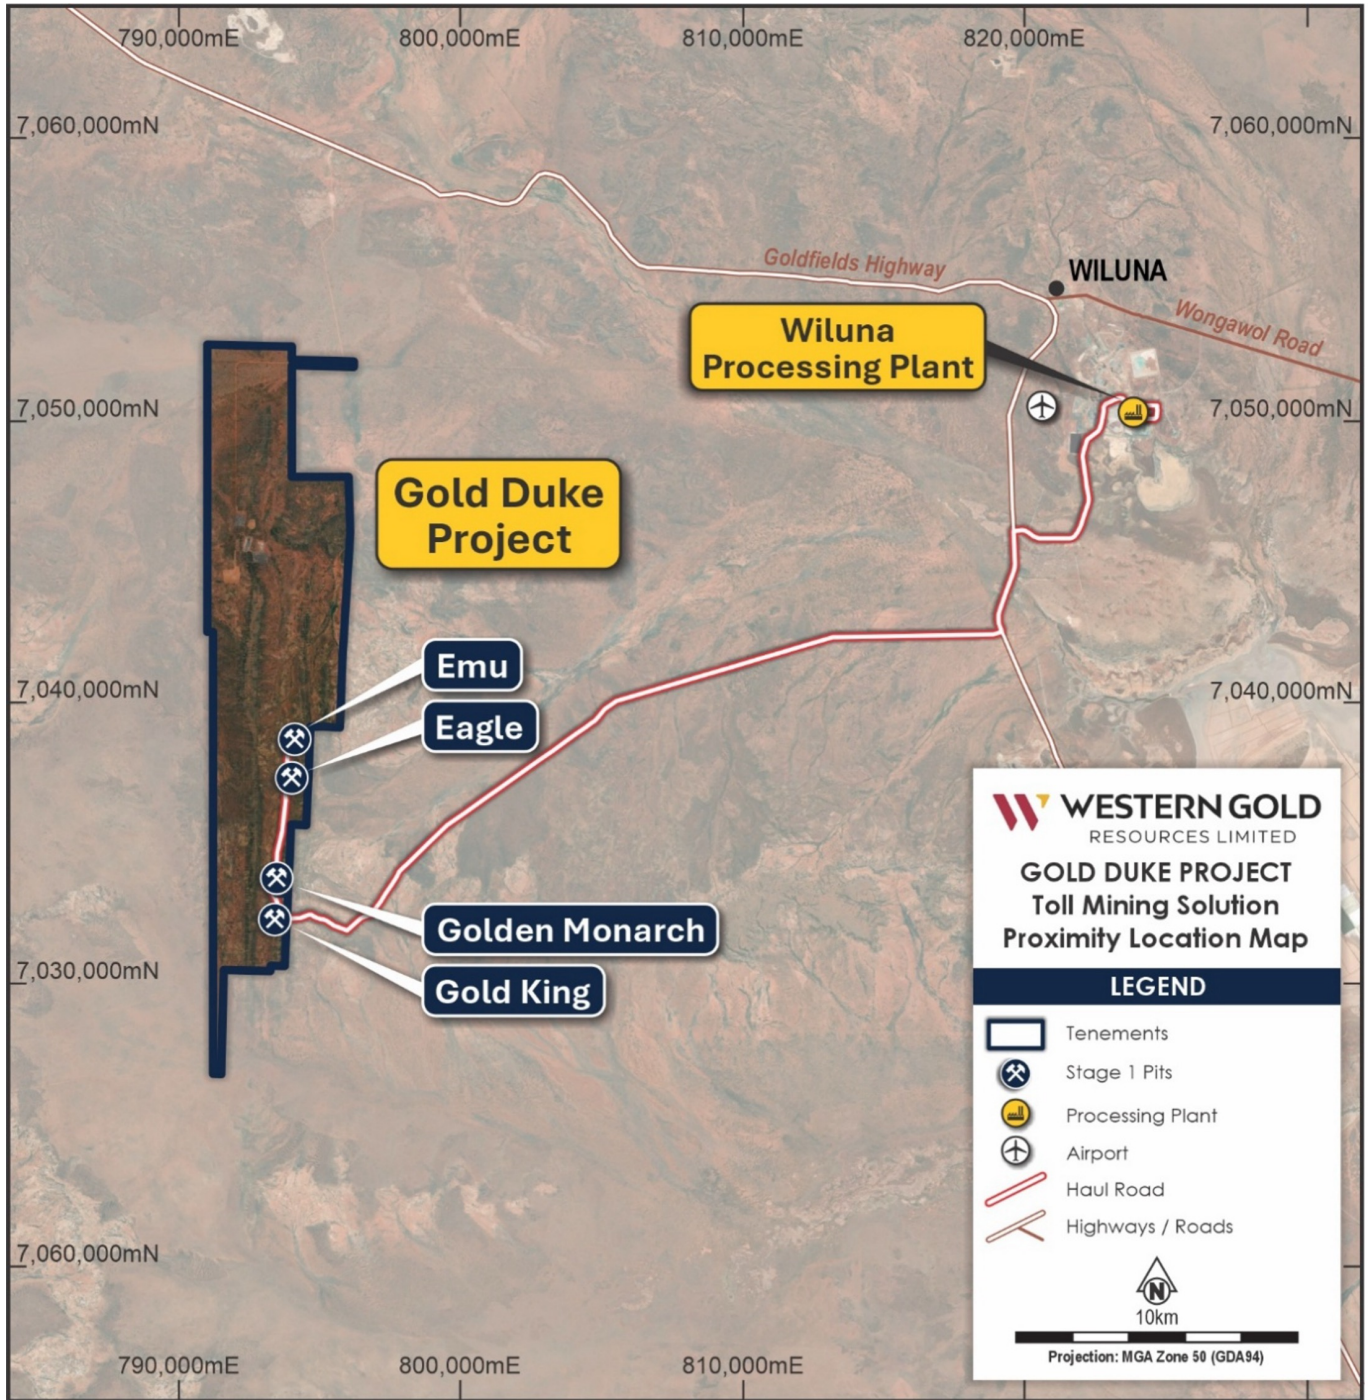 790,000mE
800,000mE
810,000mE
820,000mE
7,060,000mN
7,060,000mN
Goldfields Highway
WILUNA
Wongawol Road
Wiluna
Processing Plant
7,050,000mN
7,050,000mN
Gold Duke
Project
Emu
Eagle
7,040,000mN
7,040,000mN
Golden Monarch
Gold King
7,030,000mN
7,060,000mN
790,000mE
800,000mE
810,000mE
WESTERN GOLD
RESOURCES LIMITED
GOLD DUKE PROJECT
Toll Mining Solution
Proximity Location Map
LEGEND
Tenements
Stage 1 Pits
Processing Plant
Airport
Haul Road
Highways / Roads
N
10km
Projection: MGA Zone 50 (GDA94)